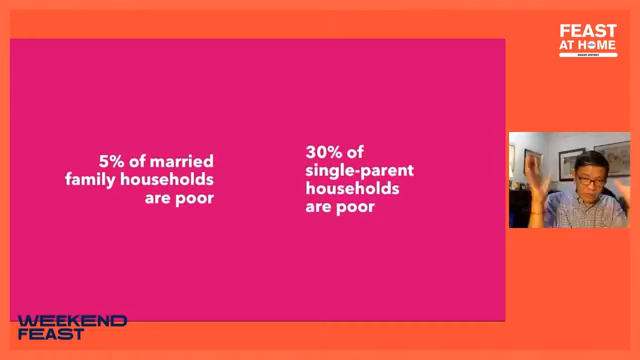 FEAST
AT HOME
5% of married
family households
are poor
30% of
single-parent
households
are poor
WEEKEND
FEAST